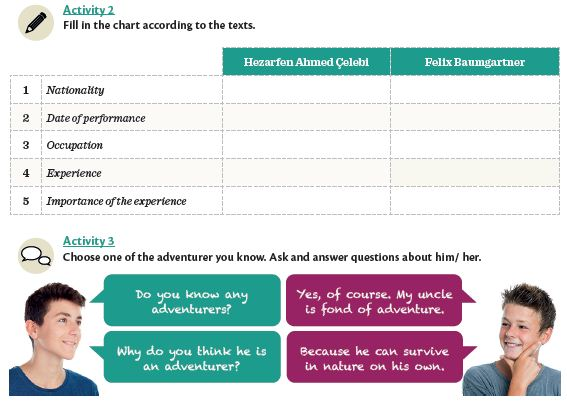 Activity 2
Fill in the chart according to the texts.
Hezarfen Ahmed Çelebi Felix Baumgartner
1 Nationality
2 Date of performance
3 Occupation
4 Experience
5 Importance of the experience
Activity 3
Choose one of the adventurer you know. Ask and answer questions about him/ her.
Do you know any
adventurers?
Yes, of course. My uncle
is fond of adventure.
Why do you think he is
an adventurer?
Because he can survive
in nature on his own.